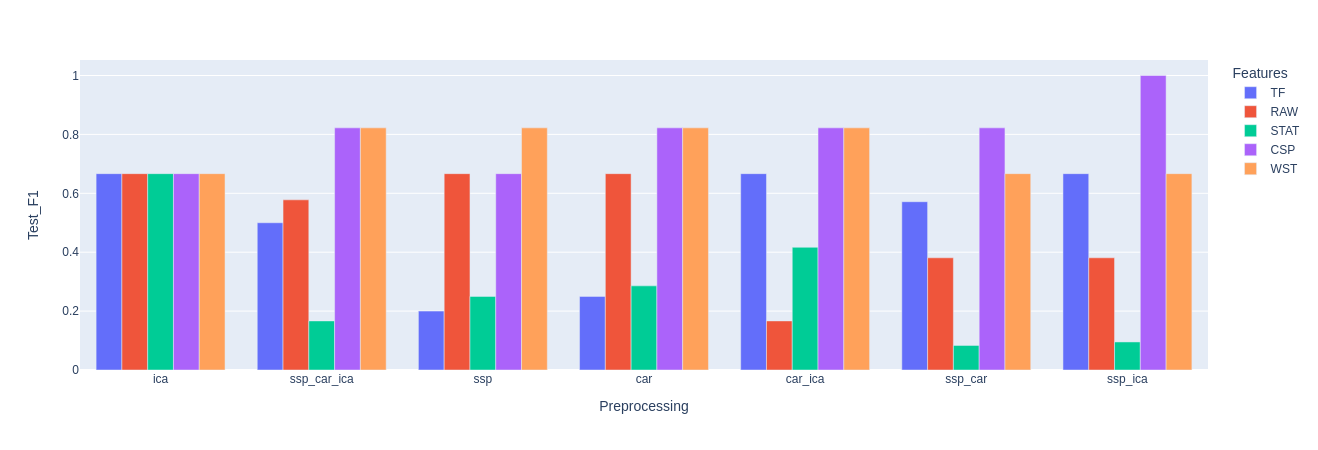 Test_F1
1
0.8
0.6
0.4
0.2
0
ica
ssp_car_ica
ssp
car
car_ica
ssp_car
ssp_ica
Preprocessing
Features
TF
RAW
STAT
CSP
WST